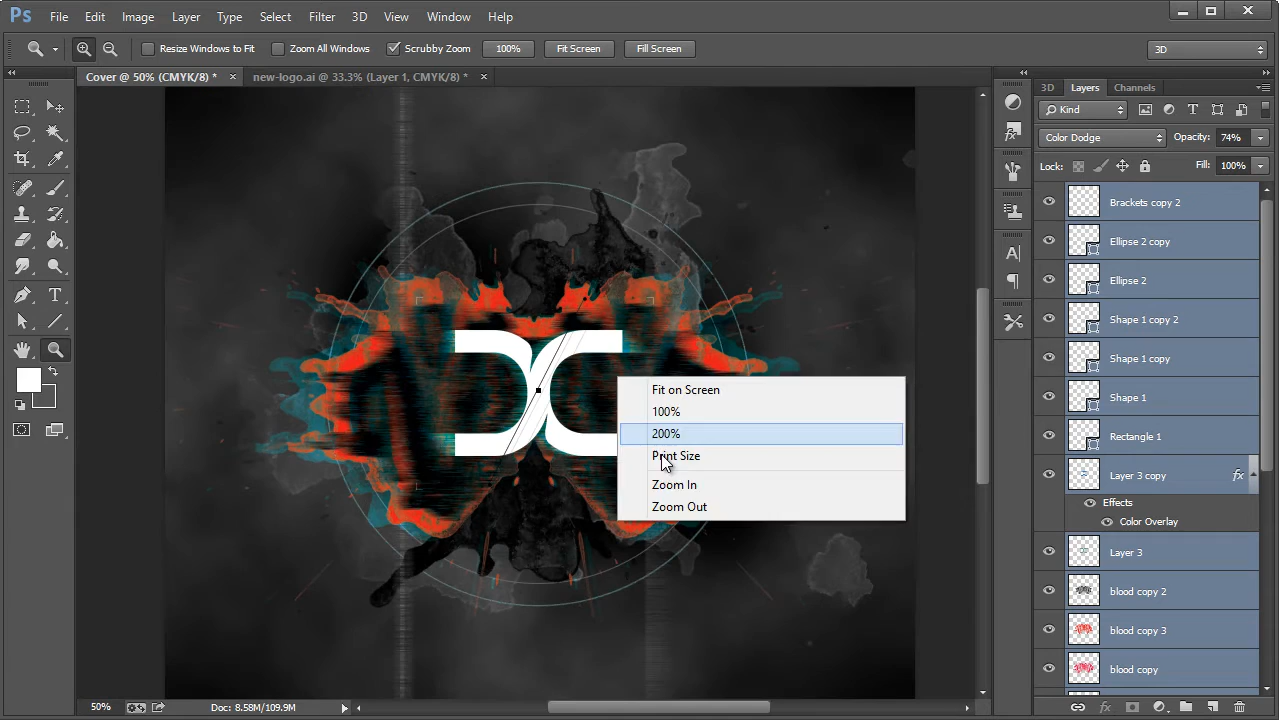 Ps File Edit Image Layer Type Select Filter 3D View Window Help
Resize Windows to Fit Zoom All Windows Scrubby Zoom 100% Fit Screen Fill Screen 3D
Cover @ 50% (CMYK/8) * × new-logo.ai @ 33.3% (Layer 1, CMYK/8) * ×
3D Layers Channels
Kind
Color Dodge Opacity: 74%
Lock: Fill: 100%
Brackets copy 2
Ellipse 2 copy
Ellipse 2
Shape 1 copy 2
Shape 1 copy
Shape 1
Rectangle 1
Layer 3 copy fx
Effects
Color Overlay
Layer 3
blood copy 2
blood copy 3
blood copy
Fit on Screen
100%
200%
Print Size
Zoom In
Zoom Out
50% Doc: 8.58M/109.3M